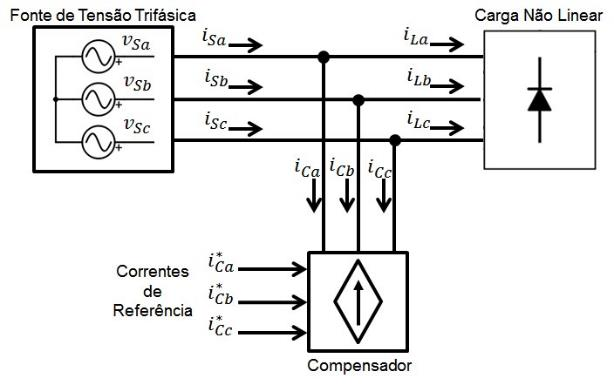 Fonte de Tensão Trifásica
Carga Não Linear
v_Sa
v_Sb
v_Sc
+
+
+
i_Sa
i_Sb
i_Sc
i_La
i_Lb
i_Lc
i_Ca i_Cb i_Cc
Correntes
de
Referência
i*_Ca
i*_Cb
i*_Cc
Compensador